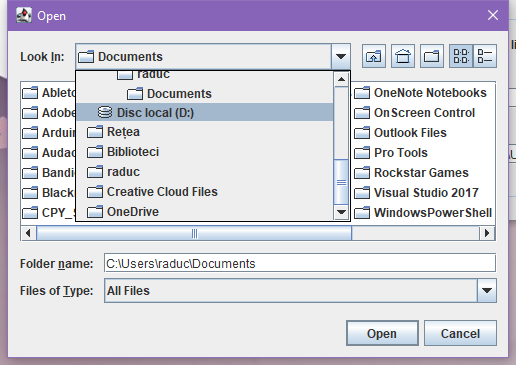 Open
Look In: Documents
raduc
Documents
Disc local (D:)
Rețea
Biblioteci
raduc
Creative Cloud Files
OneDrive
Ableto
Adobe
Arduin
Audac
Bandi
Black
CPY_S
OneNote Notebooks
OnScreen Control
Outlook Files
Pro Tools
Rockstar Games
Visual Studio 2017
WindowsPowerShell
Folder name: C:\Users\raduc\Documents
Files of Type: All Files
Open Cancel